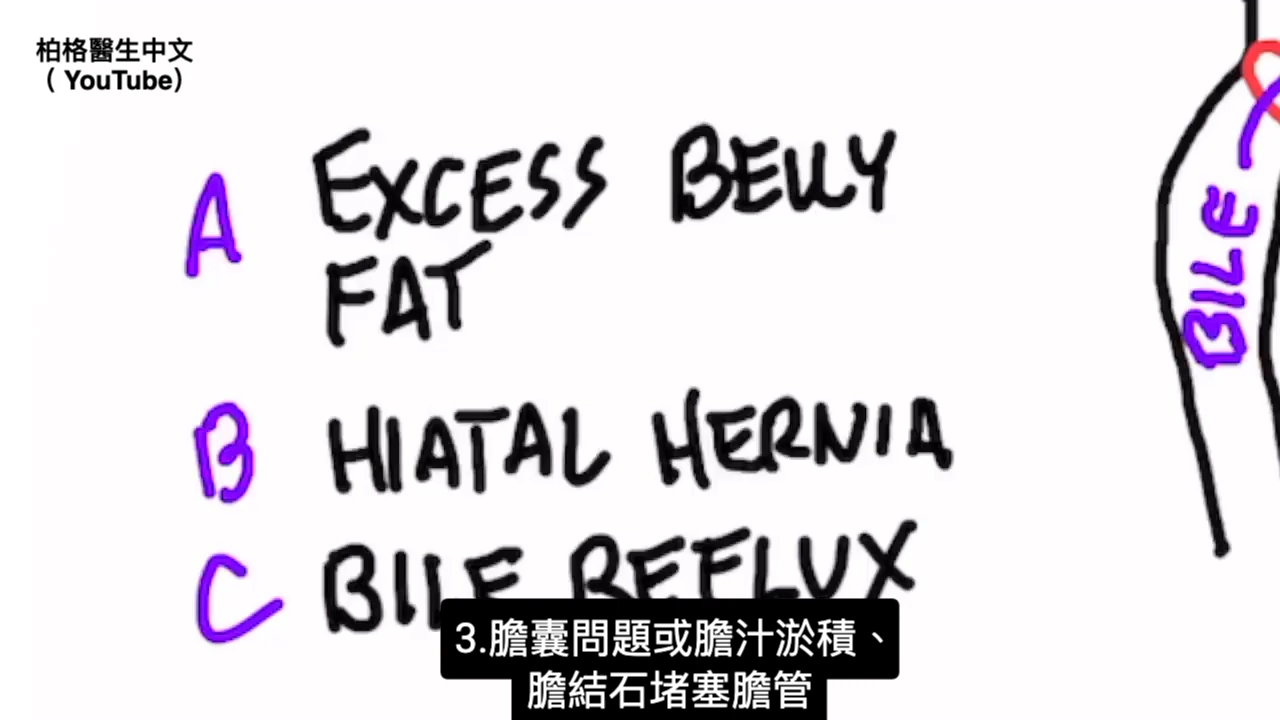 柏格醫生中文
（ YouTube）
A EXCESS BELLY
FAT
B HIATAL HERNIA
C BILE REFLUX
BILE
3.膽囊問題或膽汁淤積、
膽結石堵塞膽管